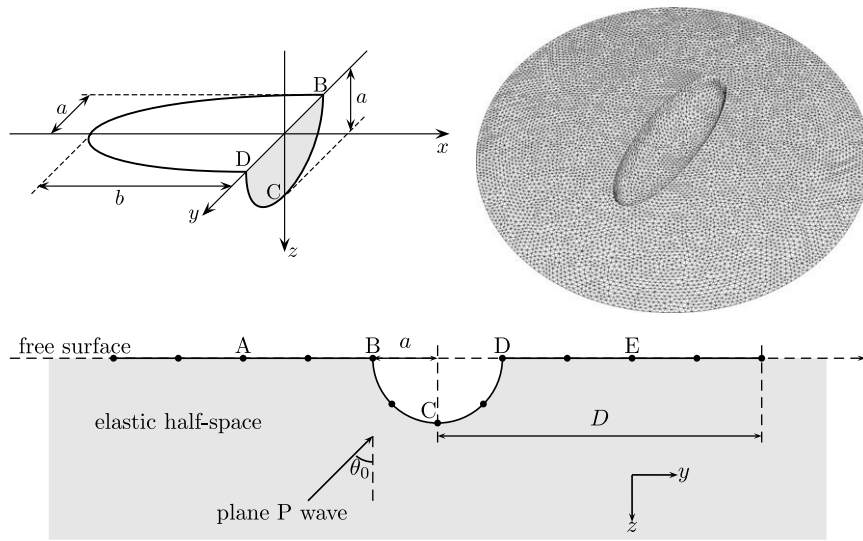 B
a
a
x
D
C
b
y
z
free surface
A
B
a
D
E
C
elastic half-space
D
θ₀
plane P wave
y
z